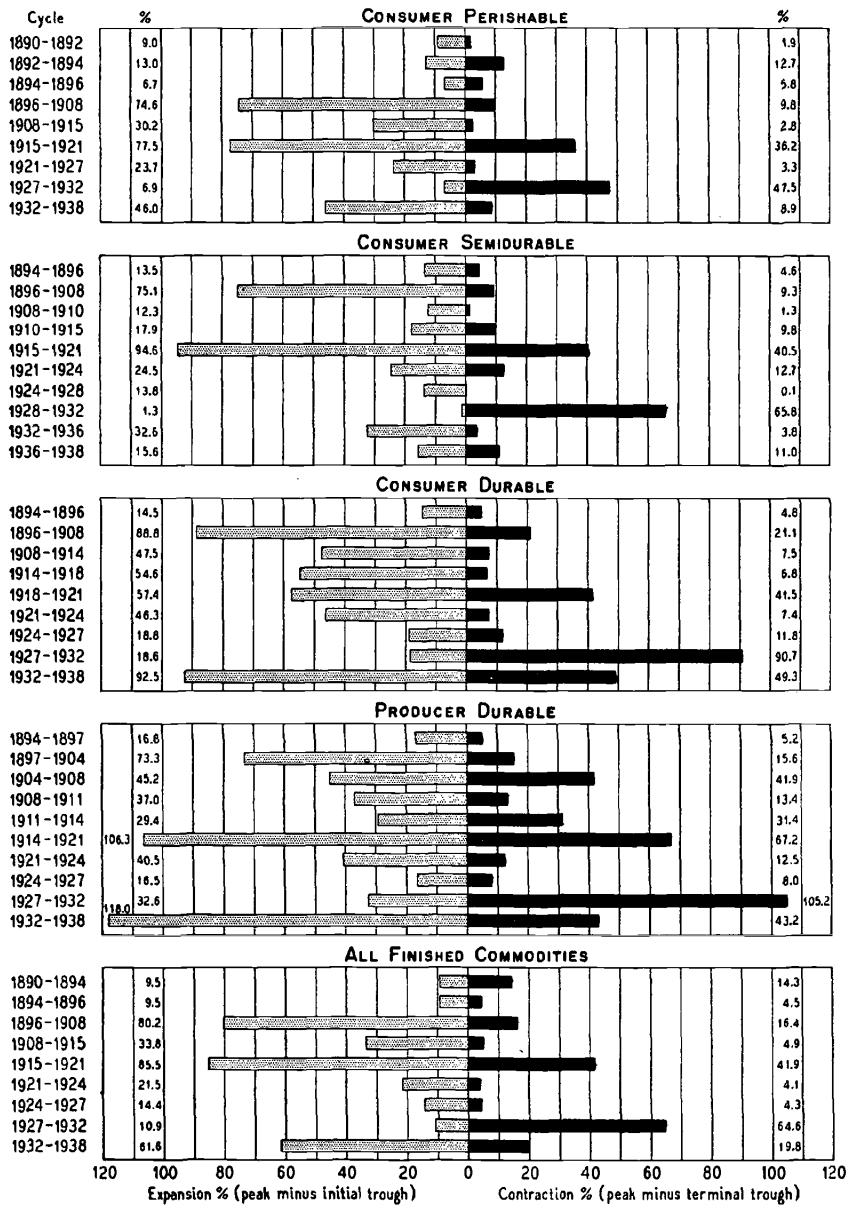 Cycle % CONSUMER PERISHABLE %
1890-1892 9.0 1.9
1892-1894 13.0 12.7
1894-1896 6.7 5.8
1896-1908 74.6 9.8
1908-1915 30.2 2.8
1915-1921 77.5 36.2
1921-1927 23.7 3.3
1927-1932 6.9 47.5
1932-1938 46.0 8.9
CONSUMER SEMIDURABLE
1894-1896 13.5 4.6
1896-1908 75.1 9.3
1908-1910 12.3 1.3
1910-1915 17.9 9.8
1915-1921 94.6 40.5
1921-1924 24.5 12.7
1924-1928 13.8 0.1
1928-1932 1.3 65.8
1932-1936 32.6 3.8
1936-1938 15.6 11.0
CONSUMER DURABLE
1894-1896 14.5 4.8
1896-1908 88.8 21.1
1908-1914 47.5 7.5
1914-1918 54.6 6.8
1918-1921 57.4 41.5
1921-1924 46.3 7.4
1924-1927 18.8 11.8
1927-1932 18.6 90.7
1932-1938 92.5 49.3
PRODUCER DURABLE
1894-1897 16.6 5.2
1897-1904 73.3 15.6
1904-1908 45.2 41.9
1908-1911 37.0 13.4
1911-1914 29.4 31.4
1914-1921 106.3 67.2
1921-1924 40.5 12.5
1924-1927 16.5 8.0
1927-1932 32.6 105.2
1932-1938 118.0 43.2
ALL FINISHED COMMODITIES
1890-1894 9.5 14.3
1894-1896 9.5 4.5
1896-1908 80.2 16.4
1908-1915 33.8 4.9
1915-1921 85.5 41.9
1921-1924 21.5 4.1
1924-1927 14.4 4.3
1927-1932 10.9 64.6
1932-1938 61.6 19.8
120 100 80 60 40 20 0 20 40 60 80 100 120
Expansion % (peak minus initial trough) Contraction % (peak minus terminal trough)